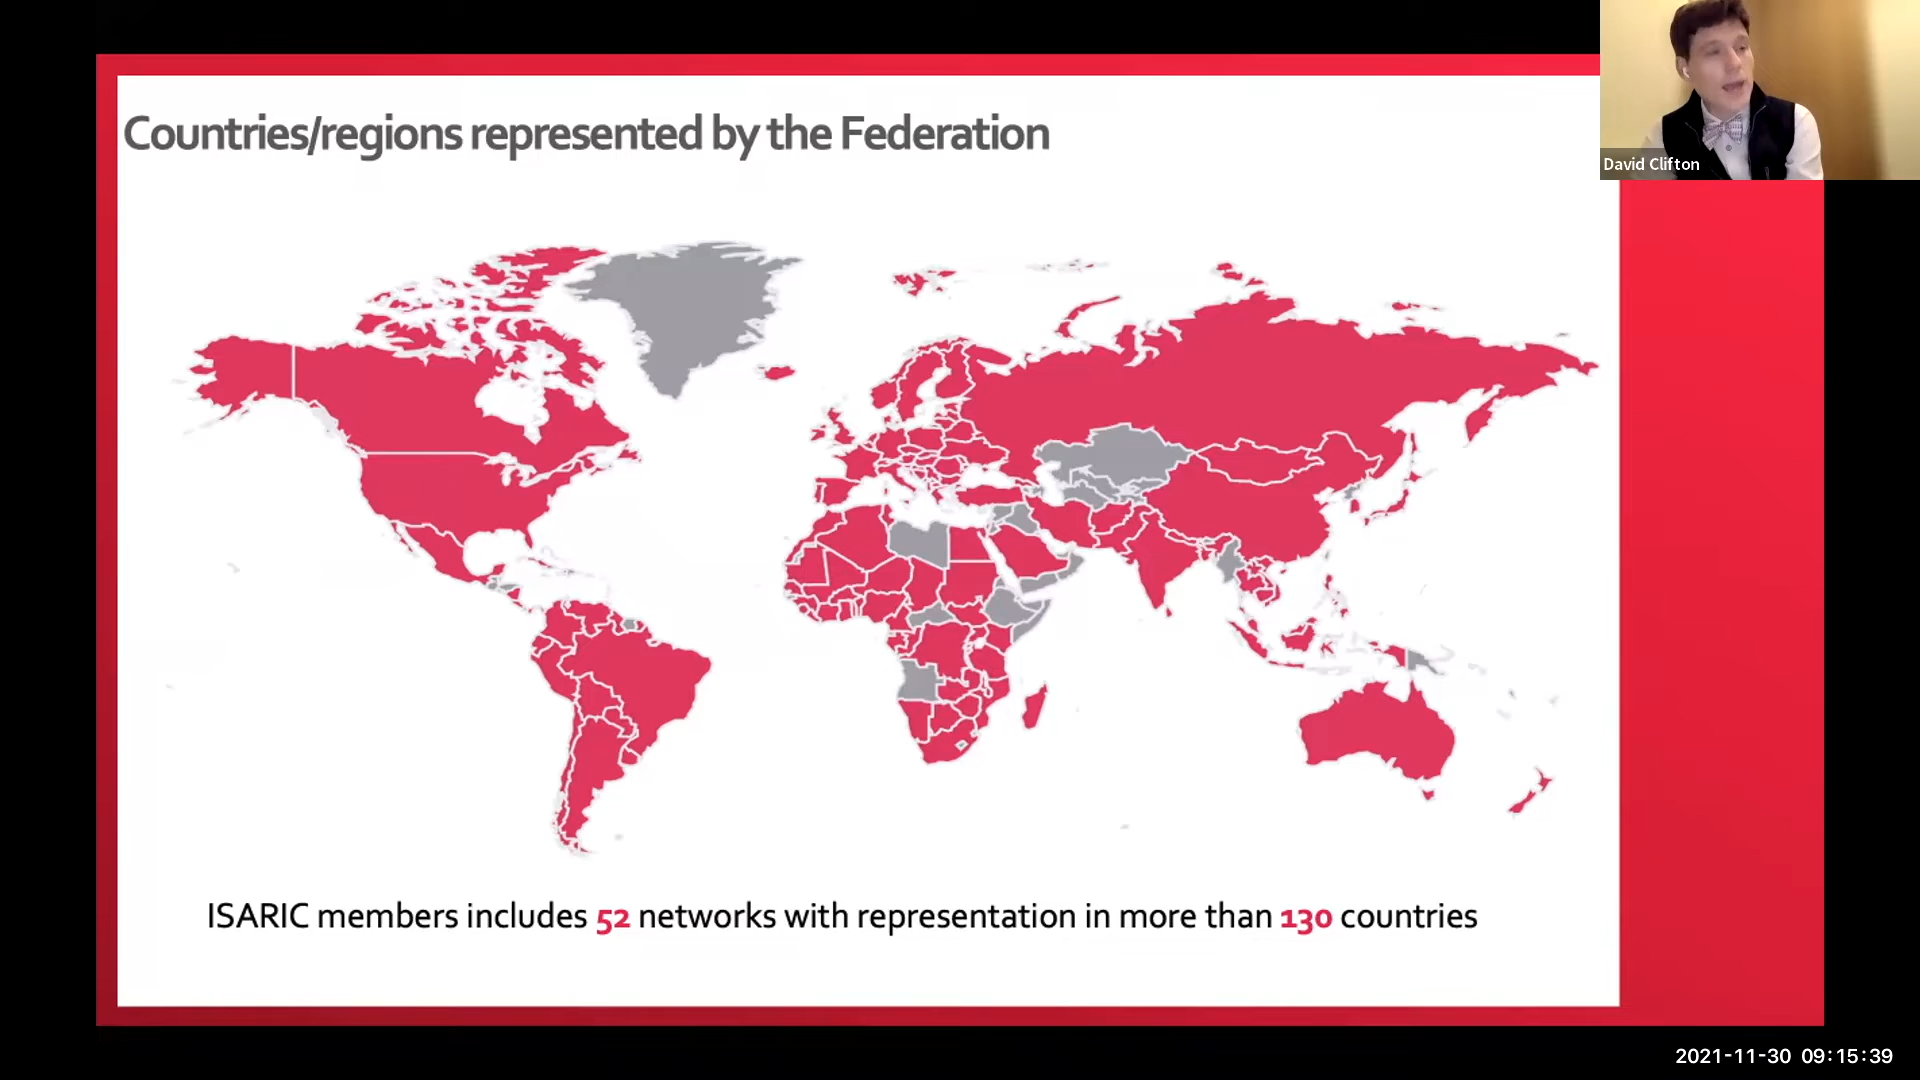 Countries/regions represented by the Federation
David Clifton
ISARIC members includes 52 networks with representation in more than 130 countries
2021-11-30 09:15:39